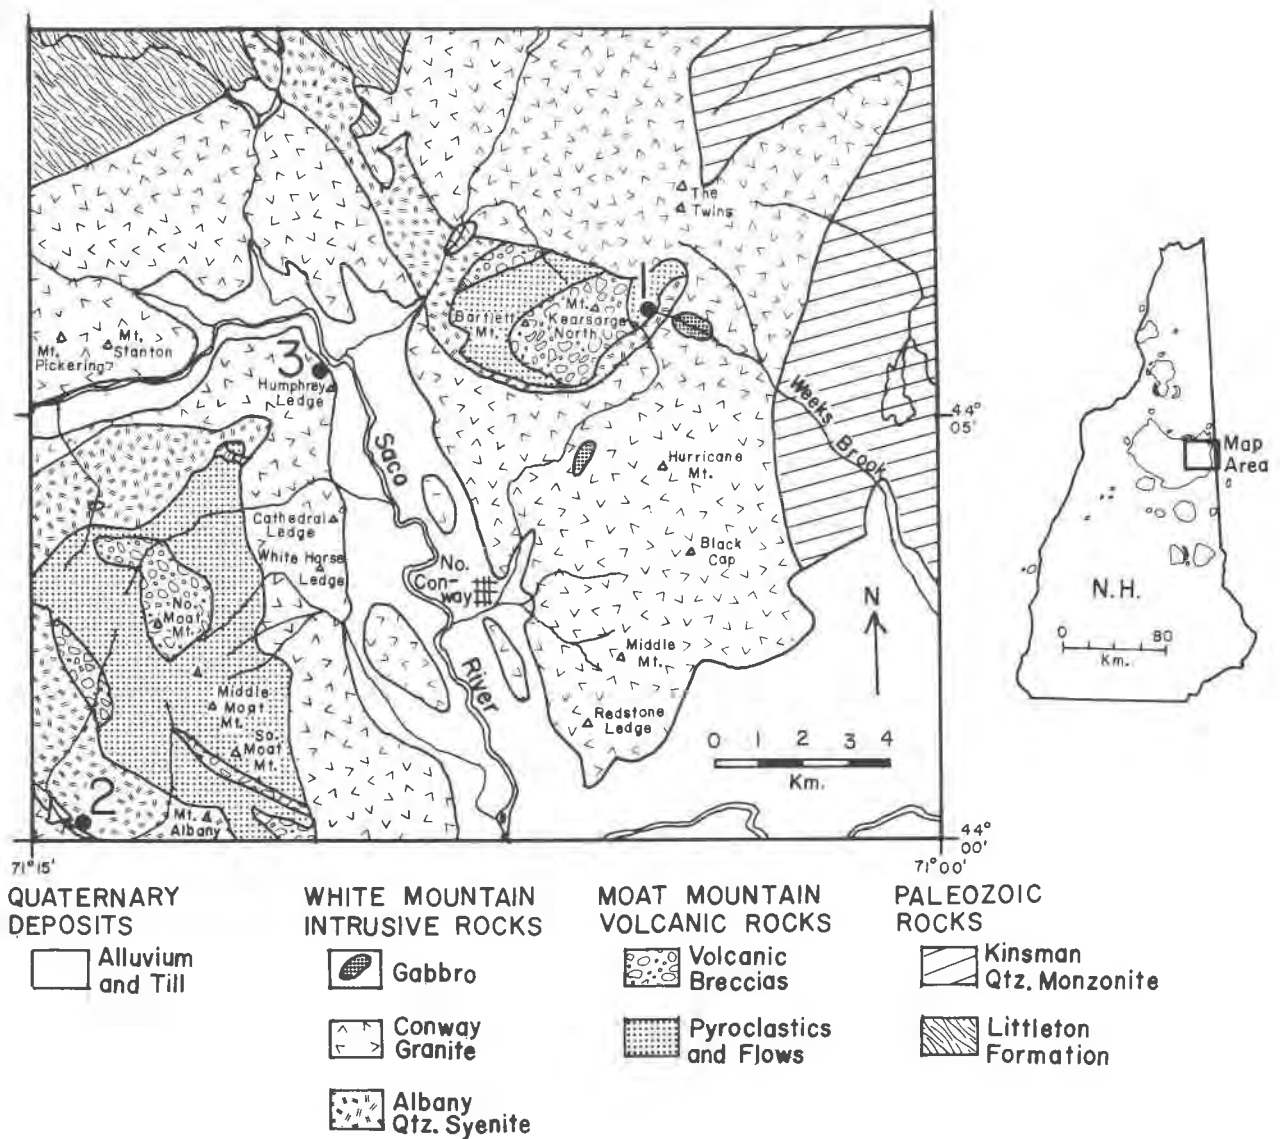 The
Twins
1
Mt.
Kearsarge
North
Bartlett
Mt.
Mt.
Stanton
Mt.
Pickering?
3
Humphrey
Ledge
Weeks
Brook
44°
05'
Saco
River
Hurricane
Mt.
Cathedral
Ledge
White Horse
Ledge
No.
Con-
way
Black
Cap
N
No.
Moat
Mt.
Middle
Mt.
Middle
Moat
Mt.
Redstone
Ledge
So.
Moat
Mt.
0 1 2 3 4
Km.
2
Mt.
Albany
44°
00'
71°15'
71°00'
Map
Area
N.H.
0 80
Km.
QUATERNARY
DEPOSITS
Alluvium
and Till
WHITE MOUNTAIN
INTRUSIVE ROCKS
Gabbro
Conway
Granite
Albany
Qtz. Syenite
MOAT MOUNTAIN
VOLCANIC ROCKS
Volcanic
Breccias
Pyroclastics
and Flows
PALEOZOIC
ROCKS
Kinsman
Qtz. Monzonite
Littleton
Formation